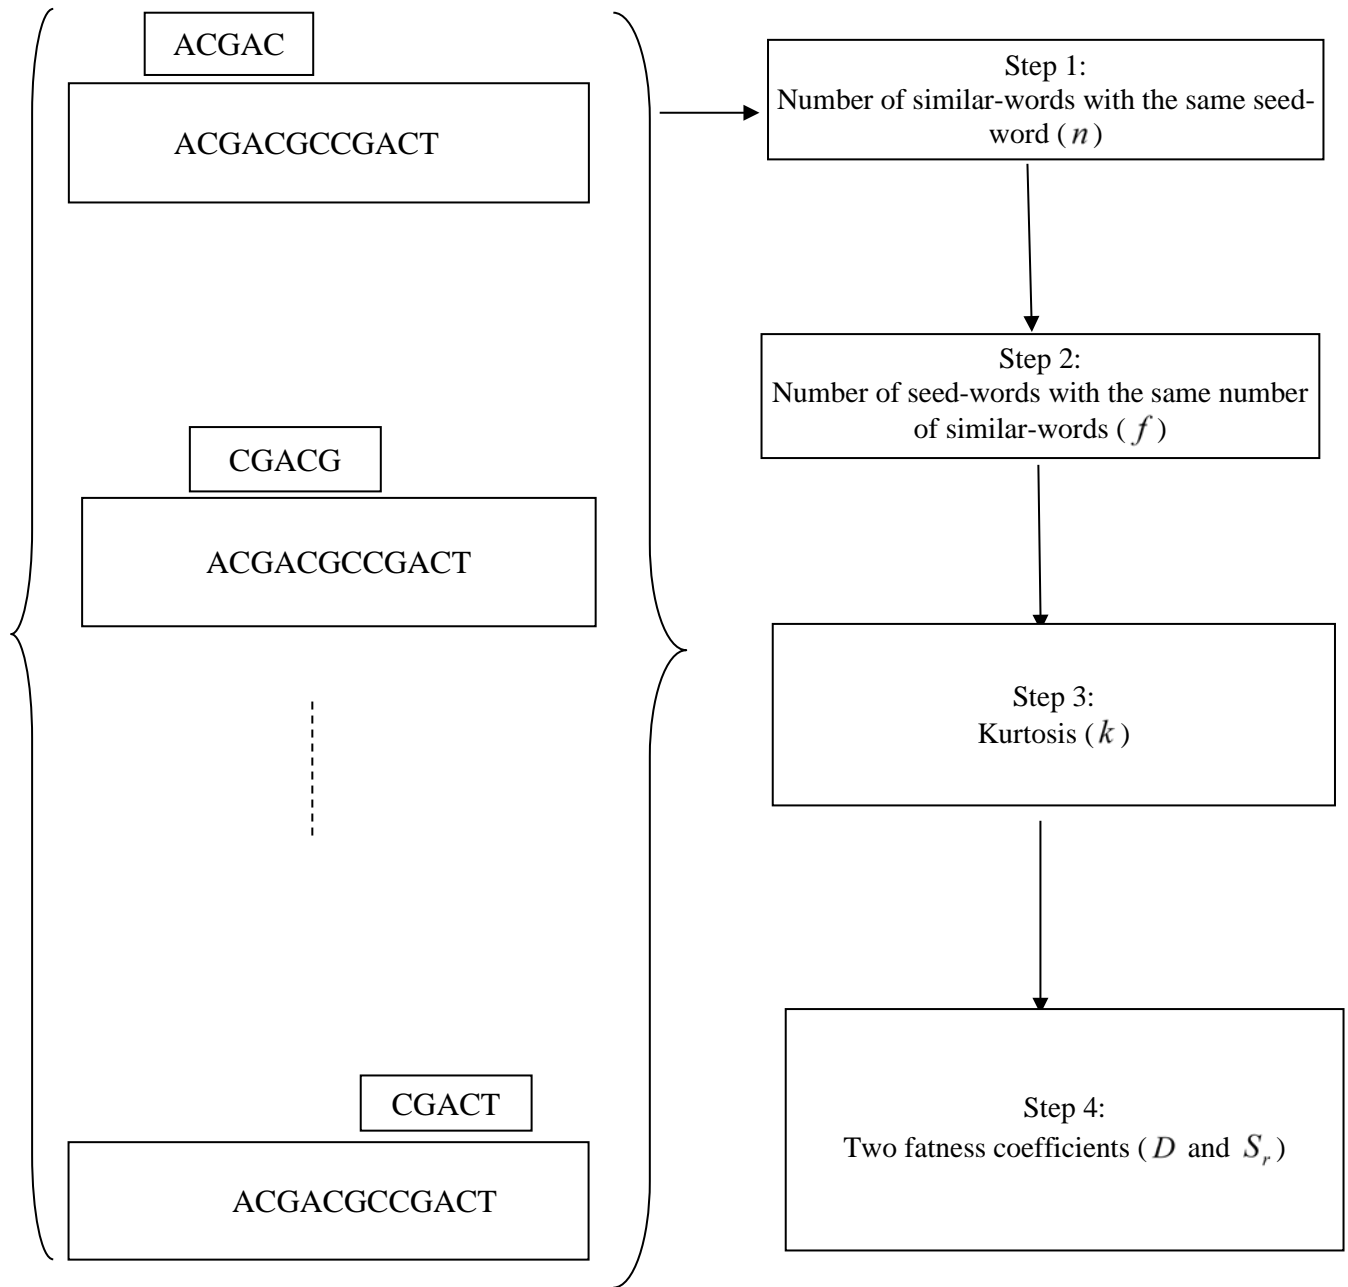 ACGAC
ACGACGCCGACT
CGACG
ACGACGCCGACT
CGACT
ACGACGCCGACT
Step 1:
Number of similar-words with the same seed-
word ( n )
Step 2:
Number of seed-words with the same number
of similar-words ( f )
Step 3:
Kurtosis ( k )
Step 4:
Two fatness coefficients ( D and S_r )